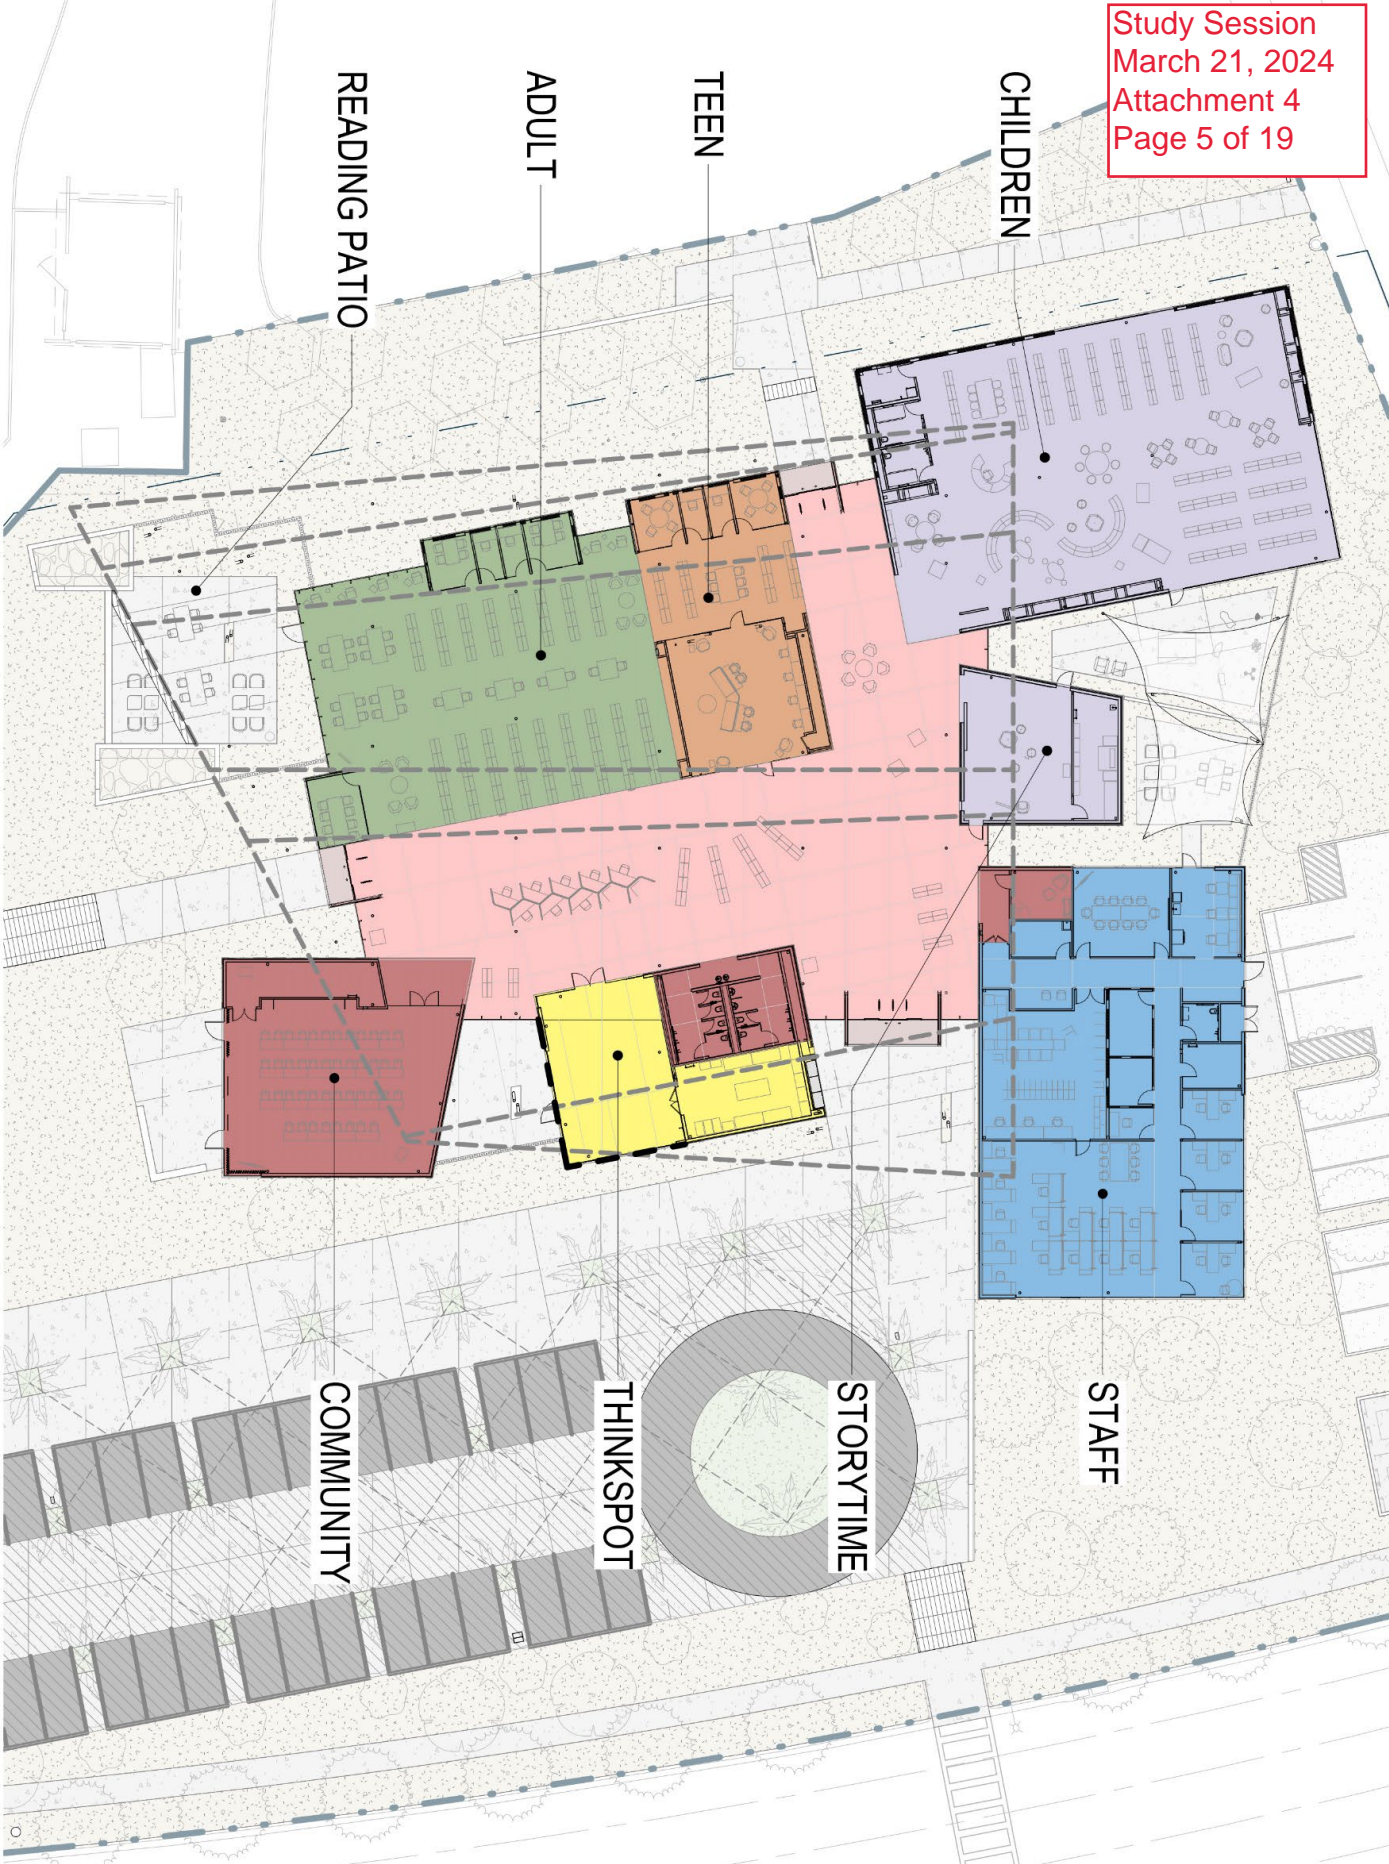 Study Session
March 21, 2024
Attachment 4
Page 5 of 19
CHILDREN
TEEN
ADULT
READING PATIO
STAFF
STORYTIME
THINKSPOT
COMMUNITY